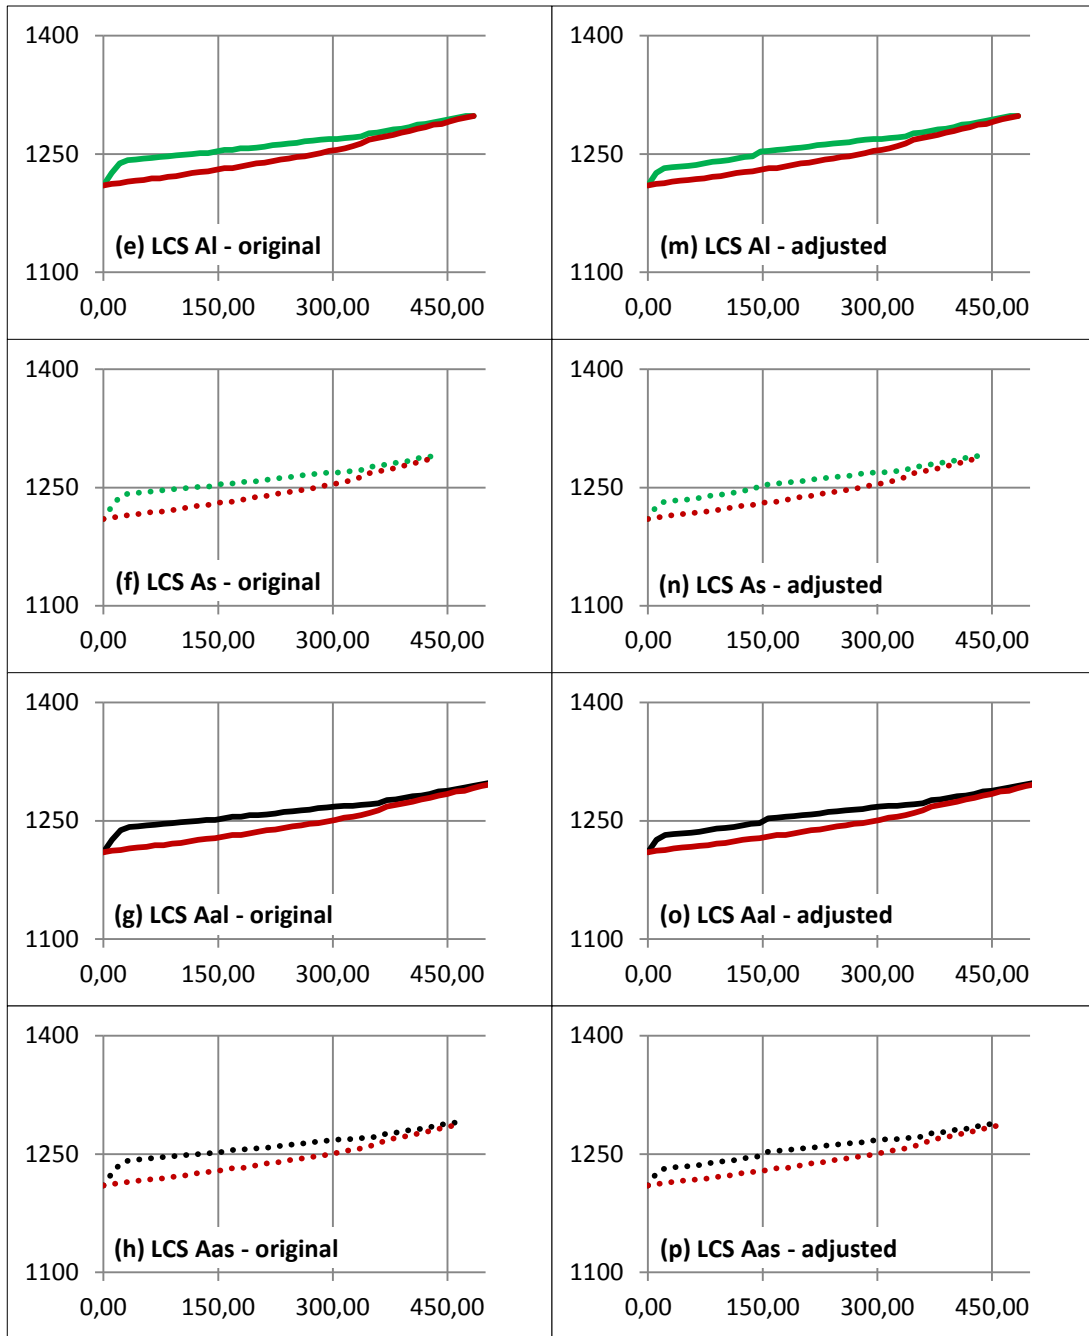 1400
1250
(e) LCS Al - original
1100
0,00 150,00 300,00 450,00
1400
1250
(m) LCS Al - adjusted
1100
0,00 150,00 300,00 450,00
1400
1250
(f) LCS As - original
1100
0,00 150,00 300,00 450,00
1400
1250
(n) LCS As - adjusted
1100
0,00 150,00 300,00 450,00
1400
1250
(g) LCS Aal - original
1100
0,00 150,00 300,00 450,00
1400
1250
(o) LCS Aal - adjusted
1100
0,00 150,00 300,00 450,00
1400
1250
(h) LCS Aas - original
1100
0,00 150,00 300,00 450,00
1400
1250
(p) LCS Aas - adjusted
1100
0,00 150,00 300,00 450,00